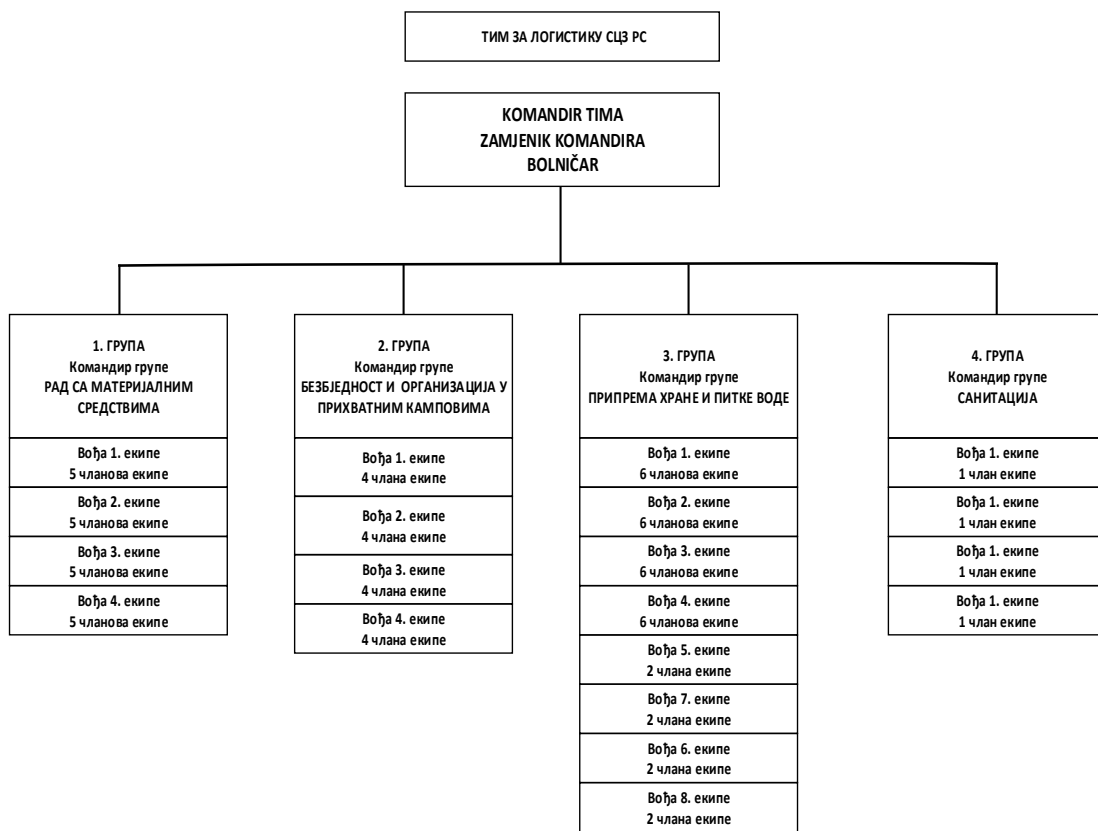 ТИМ ЗА ЛОГИСТИКУ СЦЗ РС
KOMANDIR TIMA
ZAMJENIK KOMANDIRA
BOLNIČAR
1. ГРУПА
Командир групе
РАД СА МАТЕРИЈАЛНИМ
СРЕДСТВИМА
Вођа 1. екипе
5 чланова екипе
Вођа 2. екипе
5 чланова екипе
Вођа 3. екипе
5 чланова екипе
Вођа 4. екипе
5 чланова екипе
2. ГРУПА
Командир групе
БЕЗБЈЕДНОСТ И ОРГАНИЗАЦИЈА У
ПРИХВАТНИМ КАМПОВИМА
Вођа 1. екипе
4 члана екипе
Вођа 2. екипе
4 члана екипе
Вођа 3. екипе
4 члана екипе
Вођа 4. екипе
4 члана екипе
3. ГРУПА
Командир групе
ПРИПРЕМА ХРАНЕ И ПИТКЕ ВОДЕ
Вођа 1. екипе
6 чланова екипе
Вођа 2. екипе
6 чланова екипе
Вођа 3. екипе
6 чланова екипе
Вођа 4. екипе
6 чланова екипе
Вођа 5. екипе
2 члана екипе
Вођа 7. екипе
2 члана екипе
Вођа 6. екипе
2 члана екипе
Вођа 8. екипе
2 члана екипе
4. ГРУПА
Командир групе
САНИТАЦИЈА
Вођа 1. екипе
1 члан екипе
Вођа 1. екипе
1 члан екипе
Вођа 1. екипе
1 члан екипе
Вођа 1. екипе
1 члан екипе